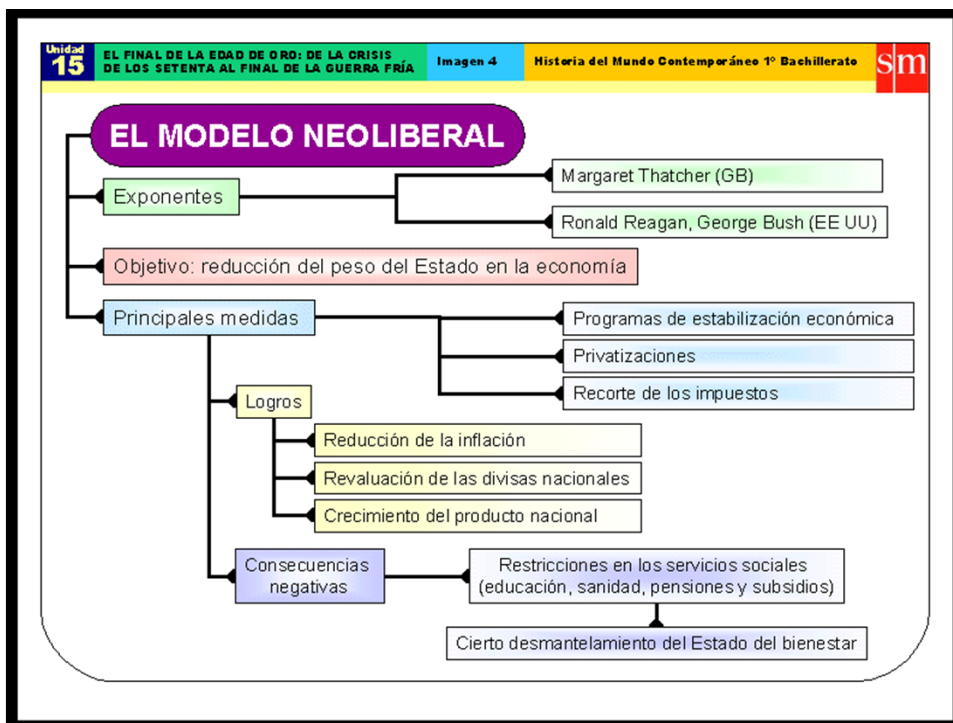 Unidad
15
EL FINAL DE LA EDAD DE ORO: DE LA CRISIS
DE LOS SETENTA AL FINAL DE LA GUERRA FRÍA
Imagen 4
Historia del Mundo Contemporáneo 1º Bachillerato
sm
EL MODELO NEOLIBERAL
Exponentes
Margaret Thatcher (GB)
Ronald Reagan, George Bush (EE UU)
Objetivo: reducción del peso del Estado en la economía
Principales medidas
Programas de estabilización económica
Privatizaciones
Recorte de los impuestos
Logros
Reducción de la inflación
Revaluación de las divisas nacionales
Crecimiento del producto nacional
Consecuencias
negativas
Restricciones en los servicios sociales
(educación, sanidad, pensiones y subsidios)
Cierto desmantelamiento del Estado del bienestar